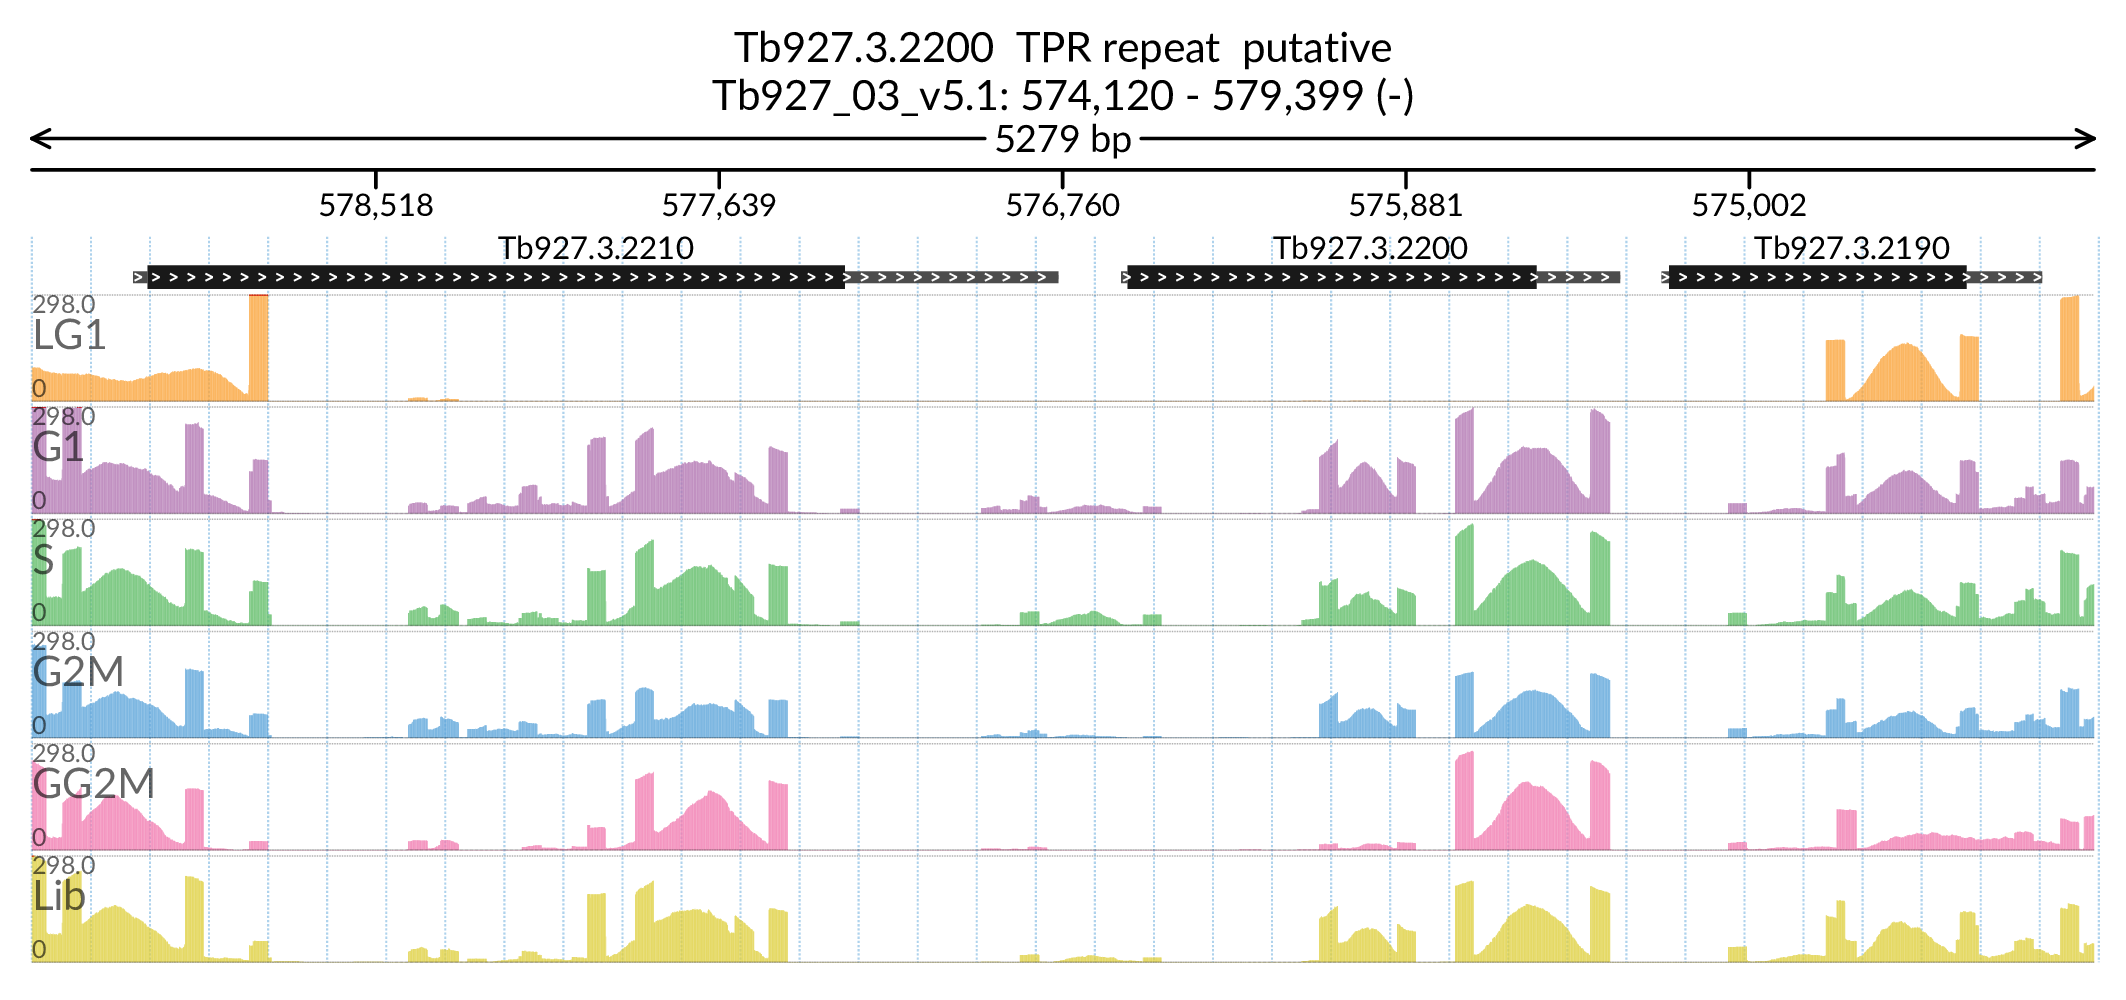 Tb927.3.2200  TPR repeat  putative
Tb927_03_v5.1: 574,120 - 579,399 (-)
5279 bp
578,518 577,639 576,760 575,881 575,002
Tb927.3.2210 Tb927.3.2200 Tb927.3.2190
298.0
LG1
0
298.0
G1
0
298.0
S
0
298.0
G2M
0
298.0
GG2M
0
298.0
Lib
0